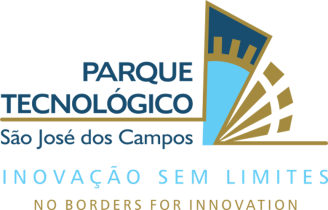 PARQUE
TECNOLÓGICO
São José dos Campos
INOVAÇÃO SEM LIMITES
NO BORDERS FOR INNOVATION